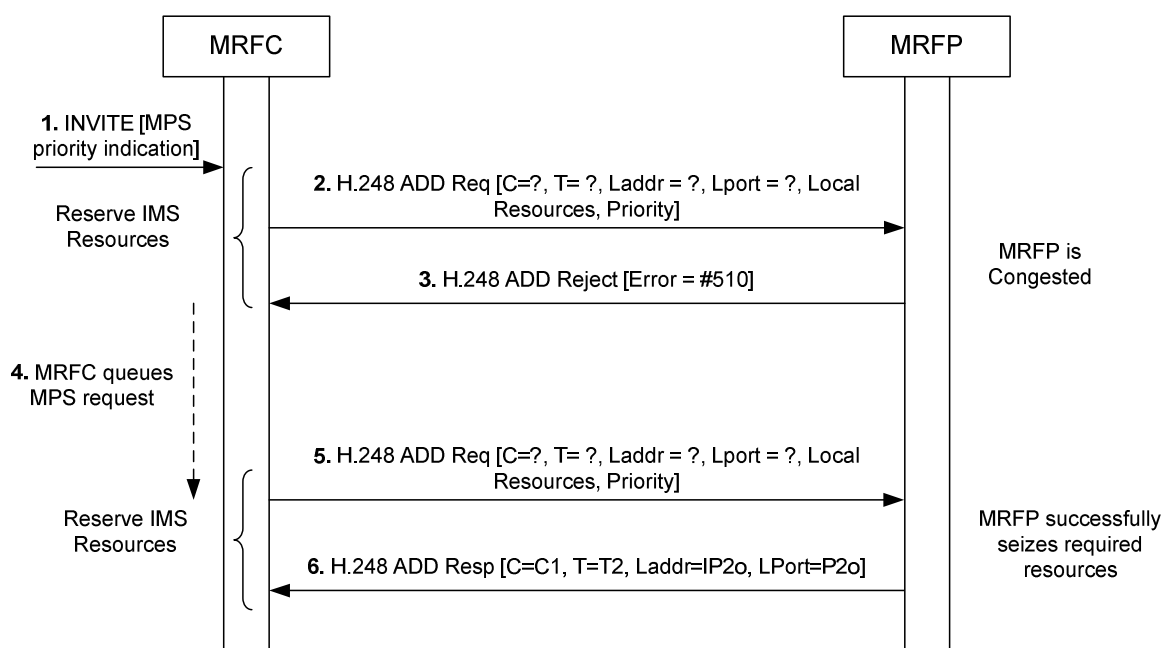 MRFC
MRFP
1. INVITE [MPS
priority indication]
2. H.248 ADD Req [C=?, T= ?, Laddr = ?, Lport = ?, Local
Resources, Priority]
Reserve IMS
Resources
MRFP is
Congested
3. H.248 ADD Reject [Error = #510]
4. MRFC queues
MPS request
5. H.248 ADD Req [C=?, T= ?, Laddr = ?, Lport = ?, Local
Resources, Priority]
Reserve IMS
Resources
MRFP successfully
seizes required
resources
6. H.248 ADD Resp [C=C1, T=T2, Laddr=IP2o, LPort=P2o]